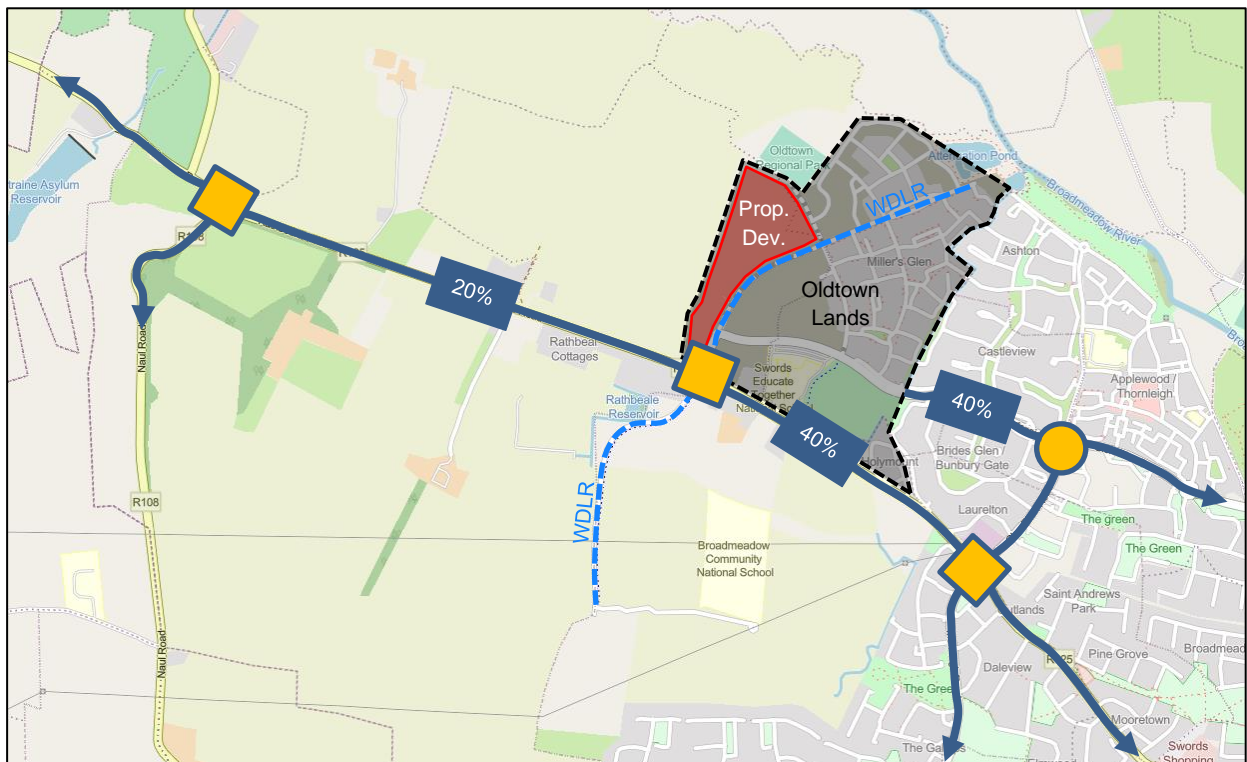 traine Asylum
Reservoir
R108
20%
Rathbeal
Cottages
Naul Road
R108
Naul Road
Oldtown
Regional Park
Attenuation Pond
Broadmeadow River
WDLR
Prop.
Dev.
Miller's Glen
Ashton
Oldtown
Lands
Castleview
Applewood /
Thornleigh
Swords
Educate
Together
Rathbeale
Reservoir
40%
40%
Holymount
Brides Glen /
Bunbury Gate
Laurelton
The green
The Green
WDLR
Broadmeadow
Community
National School
Saint Andrews
Park
Cutlands
Daleview
Pine Grove
Broadmead
The Green
Mooretown
The Gables
Swords
Shopping